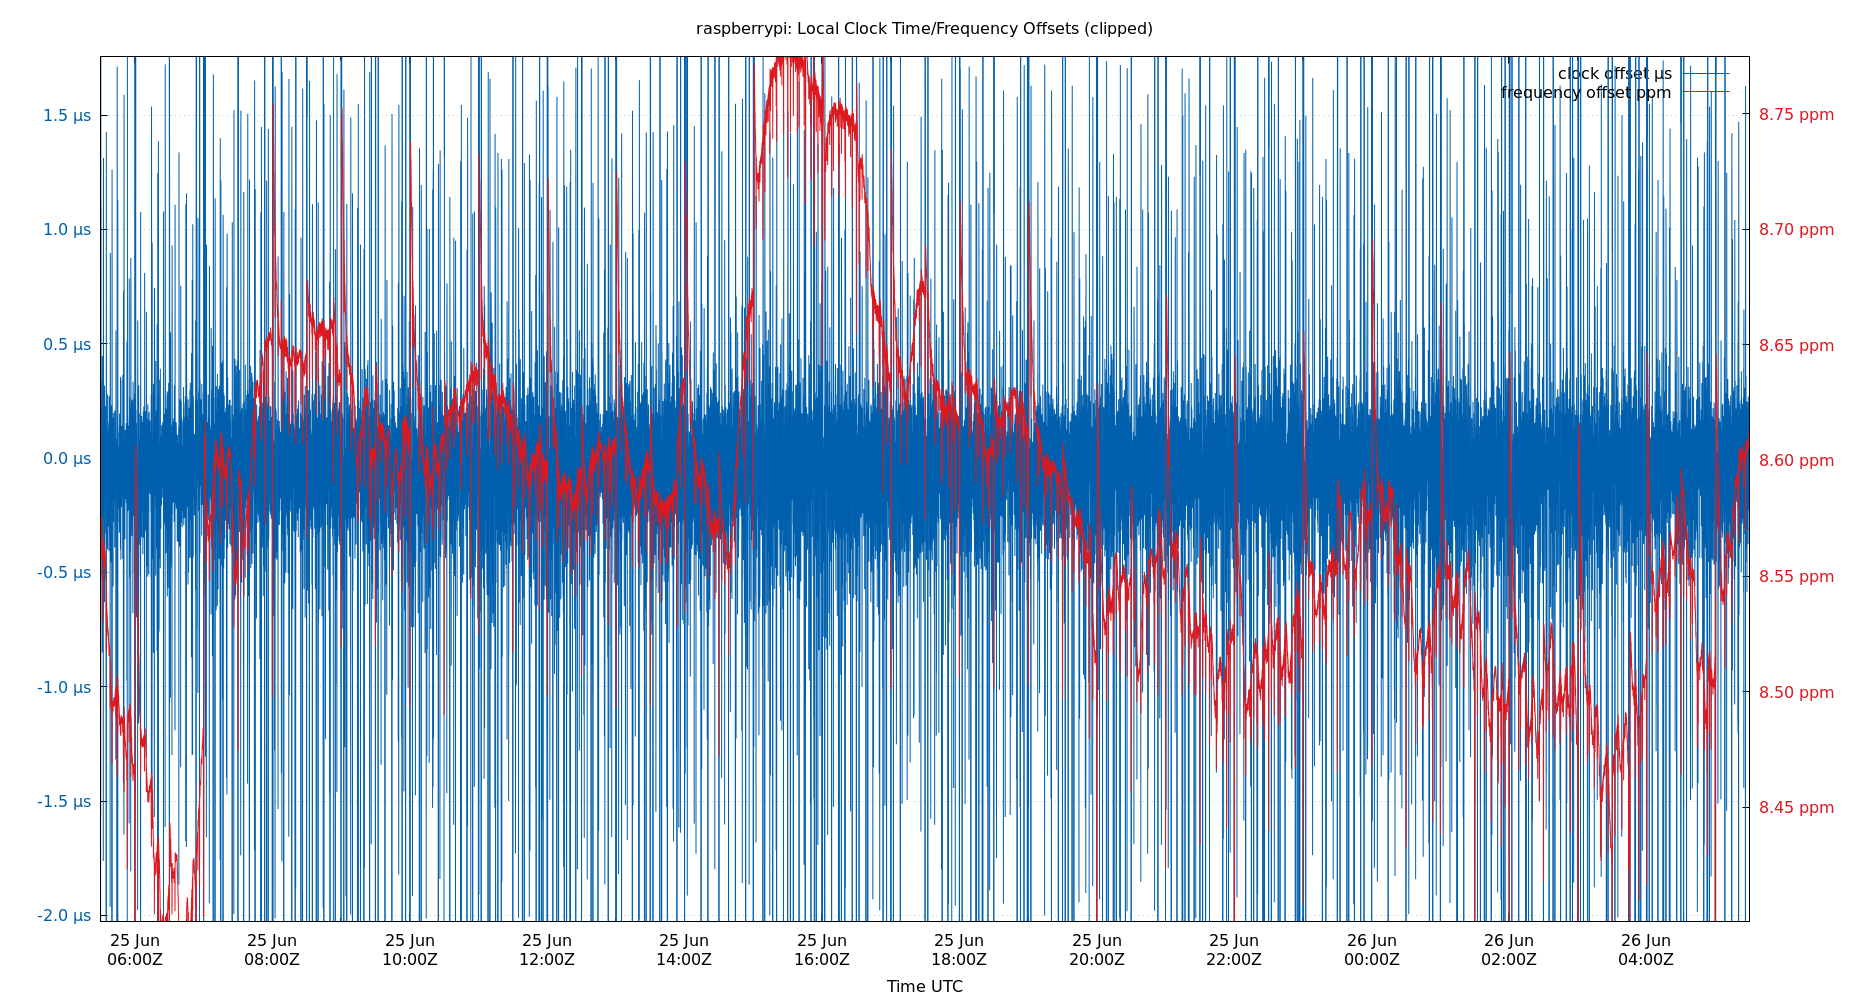 raspberrypi: Local Clock Time/Frequency Offsets (clipped)
clock offset µs
frequency offset ppm
1.5 µs
1.0 µs
0.5 µs
0.0 µs
-0.5 µs
-1.0 µs
-1.5 µs
-2.0 µs
8.75 ppm
8.70 ppm
8.65 ppm
8.60 ppm
8.55 ppm
8.50 ppm
8.45 ppm
25 Jun
06:00Z
25 Jun
08:00Z
25 Jun
10:00Z
25 Jun
12:00Z
25 Jun
14:00Z
25 Jun
16:00Z
25 Jun
18:00Z
25 Jun
20:00Z
25 Jun
22:00Z
26 Jun
00:00Z
26 Jun
02:00Z
26 Jun
04:00Z
Time UTC